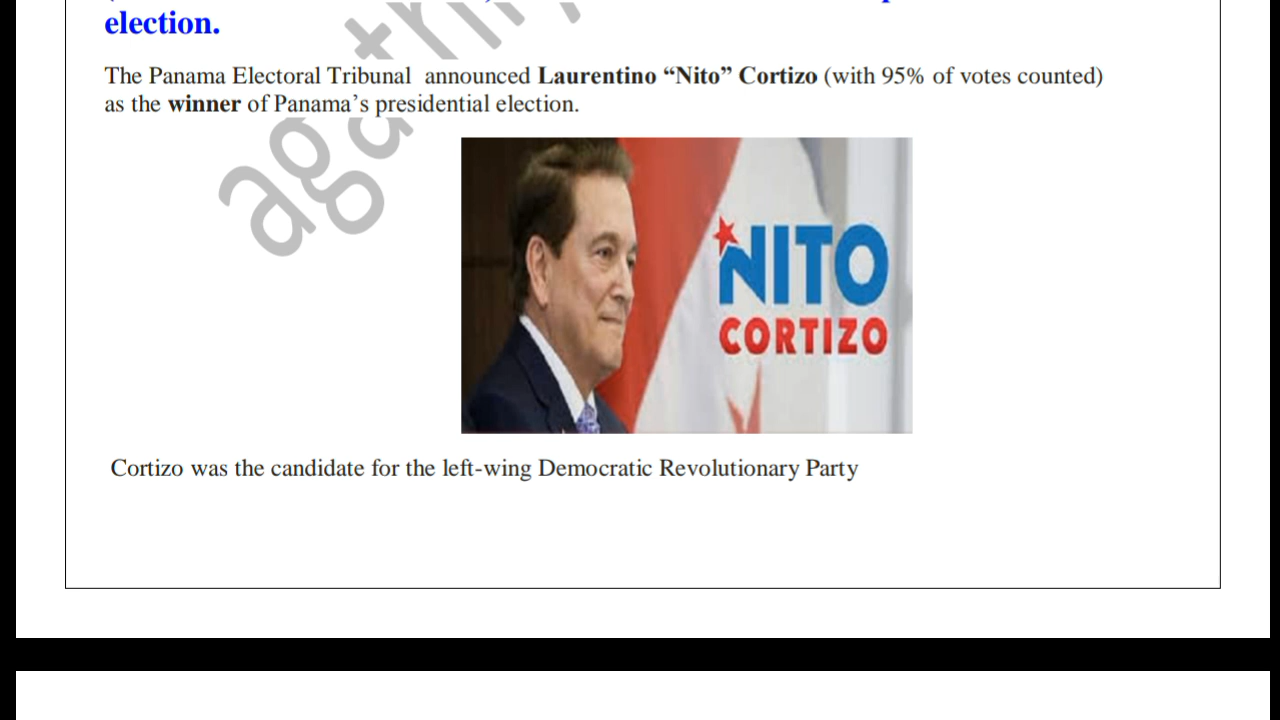 election.
The Panama Electoral Tribunal announced Laurentino “Nito” Cortizo (with 95% of votes counted)
as the winner of Panama’s presidential election.
NITO
CORTIZO
Cortizo was the candidate for the left-wing Democratic Revolutionary Party